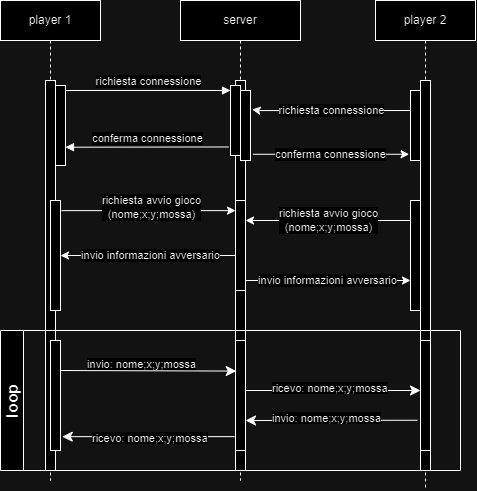 player 1
server
player 2
richiesta connessione
richiesta connessione
conferma connessione
conferma connessione
richiesta avvio gioco
(nome;x;y;mossa)
richiesta avvio gioco
(nome;x;y;mossa)
invio informazioni avversario
invio informazioni avversario
loop
invio: nome;x;y;mossa
ricevo: nome;x;y;mossa
invio: nome;x;y;mossa
ricevo: nome;x;y;mossa